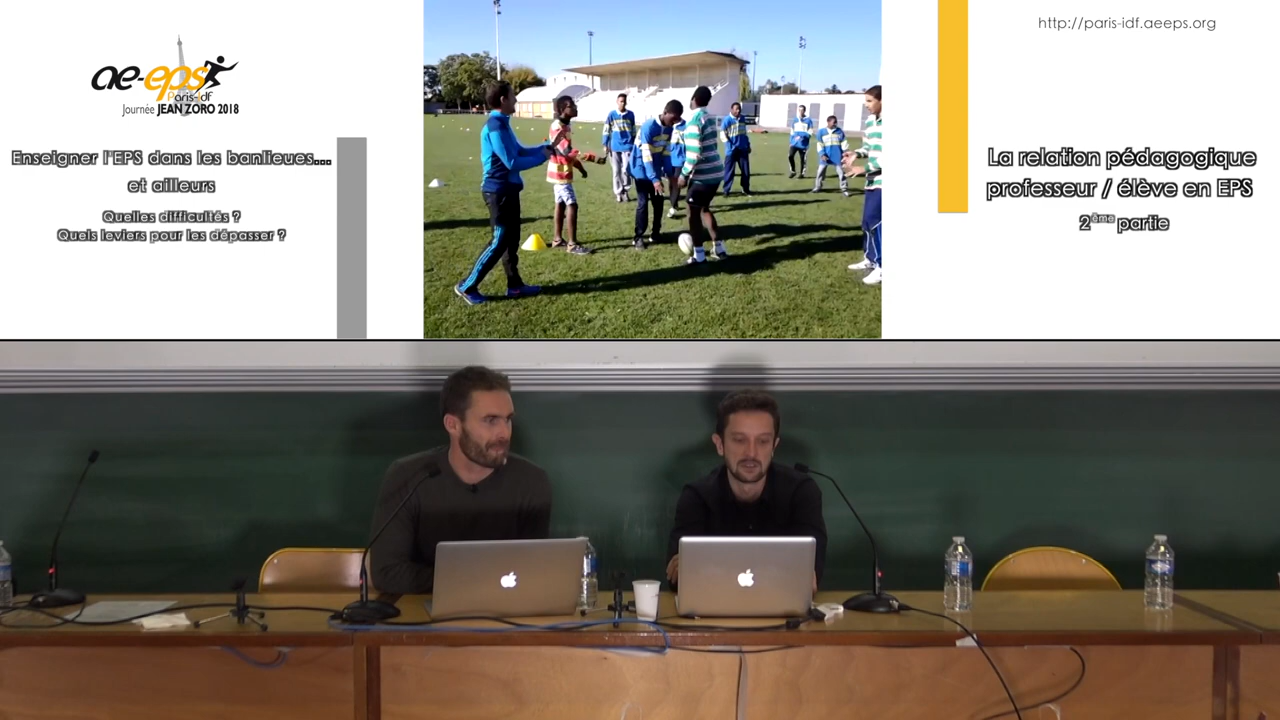 ae-eps
Paris-idf
Journée JEAN ZORO 2018
Enseigner l'EPS dans les banlieues...
et ailleurs
Quelles difficultés ?
Quels leviers pour les dépasser ?
http://paris-idf.aeeps.org
La relation pédagogique
professeur / élève en EPS
2ème partie